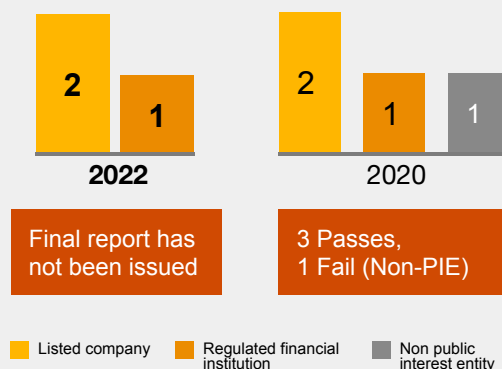 2
1
2
1
1
2022
2020
Final report has
not been issued
3 Passes,
1 Fail (Non-PIE)
Listed company
Regulated financial
institution
Non public
interest entity